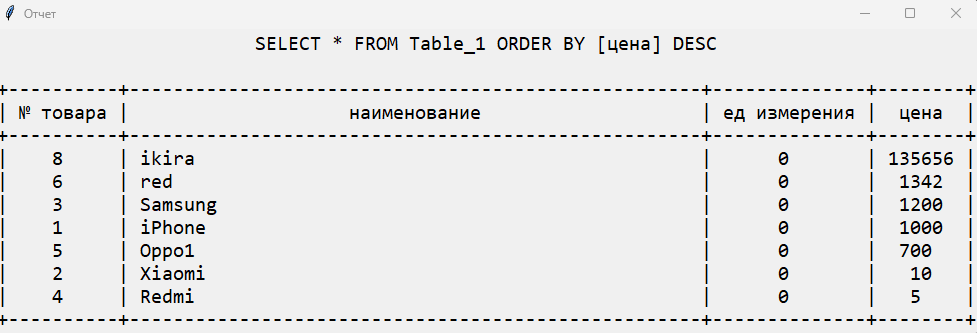 Отчет
SELECT * FROM Table_1 ORDER BY [цена] DESC
+----------+----------------------------------------------------+--------------+--------+
| № товара |                    наименование                    | ед измерения |  цена  |
+----------+----------------------------------------------------+--------------+--------+
|    8     | ikira                                              |      0       | 135656 |
|    6     | red                                                |      0       |  1342  |
|    3     | Samsung                                            |      0       |  1200  |
|    1     | iPhone                                             |      0       |  1000  |
|    5     | Oppo1                                              |      0       |  700   |
|    2     | Xiaomi                                             |      0       |   10   |
|    4     | Redmi                                              |      0       |   5    |
+----------+----------------------------------------------------+--------------+--------+